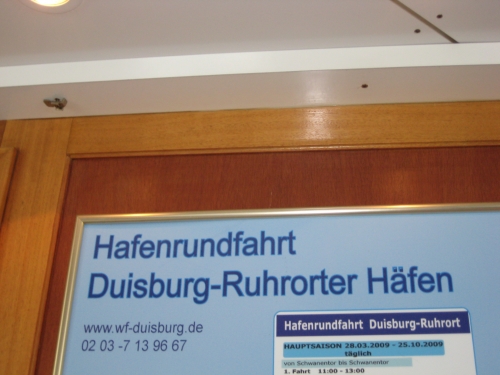 Hafenrundfahrt
Duisburg-Ruhrorter Häfen
www.wf-duisburg.de
02 03 -7 13 96 67
Hafenrundfahrt Duisburg-Ruhrort
HAUPTSAISON 28.03.2009 - 25.10.2009
täglich
von Schwanentor bis Schwanentor
1. Fahrt 11:00 - 13:00